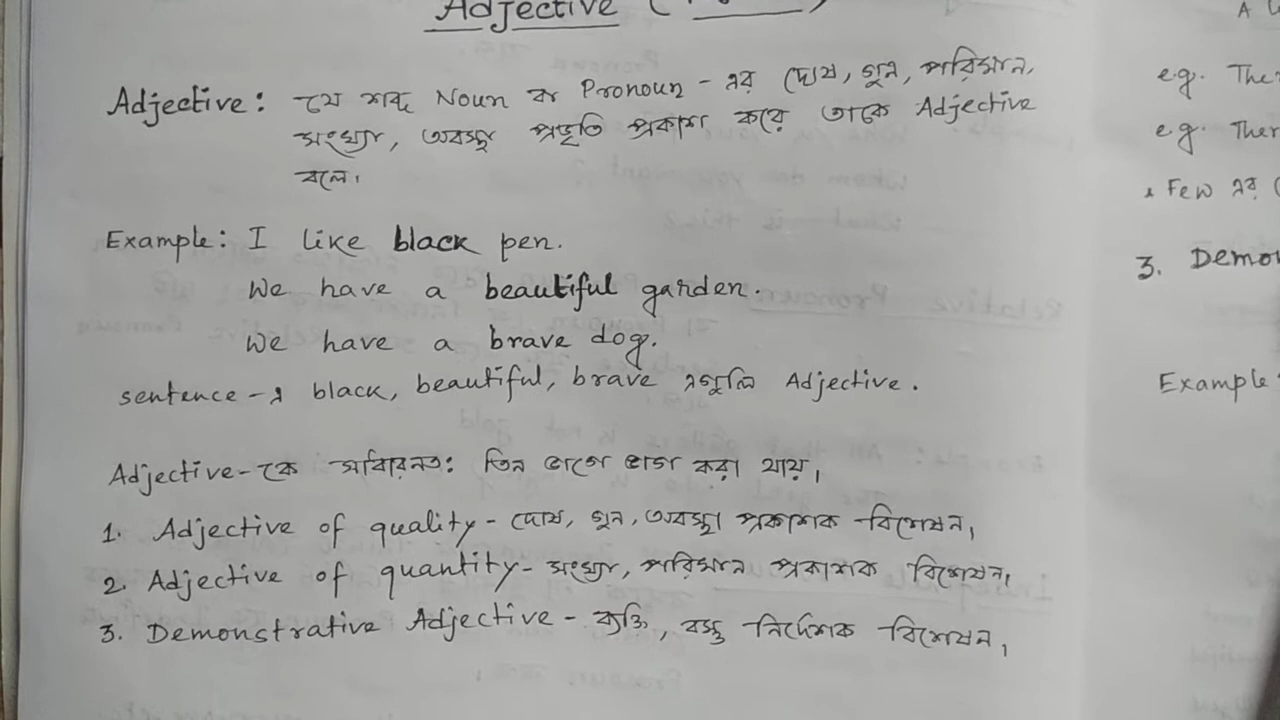 Adjective (
Adjective: যে শব্দ Noun বা Pronoun - এর দোষ, গুন, পরিমান,
সংখ্যা, অবস্থা প্রভৃতি প্রকাশ করে তাকে Adjective
বলে।
Example: I like black pen.
We have a beautiful garden.
We have a brave dog.
sentence - এ black, beautiful, brave এগুলি Adjective.
Adjective-কে সাধারনত: তিন ভাগে ভাগ করা যায়।
1. Adjective of quality - দোষ, গুন, অবস্থা প্রকাশক বিশেষন।
2. Adjective of quantity - সংখ্যা, পরিমান প্রকাশক বিশেষন।
3. Demonstrative Adjective - ব্যক্তি, বস্তু নির্দেশক বিশেষন।
A
e.g. The
e.g. Ther
* Few এর
3. Demo
Example